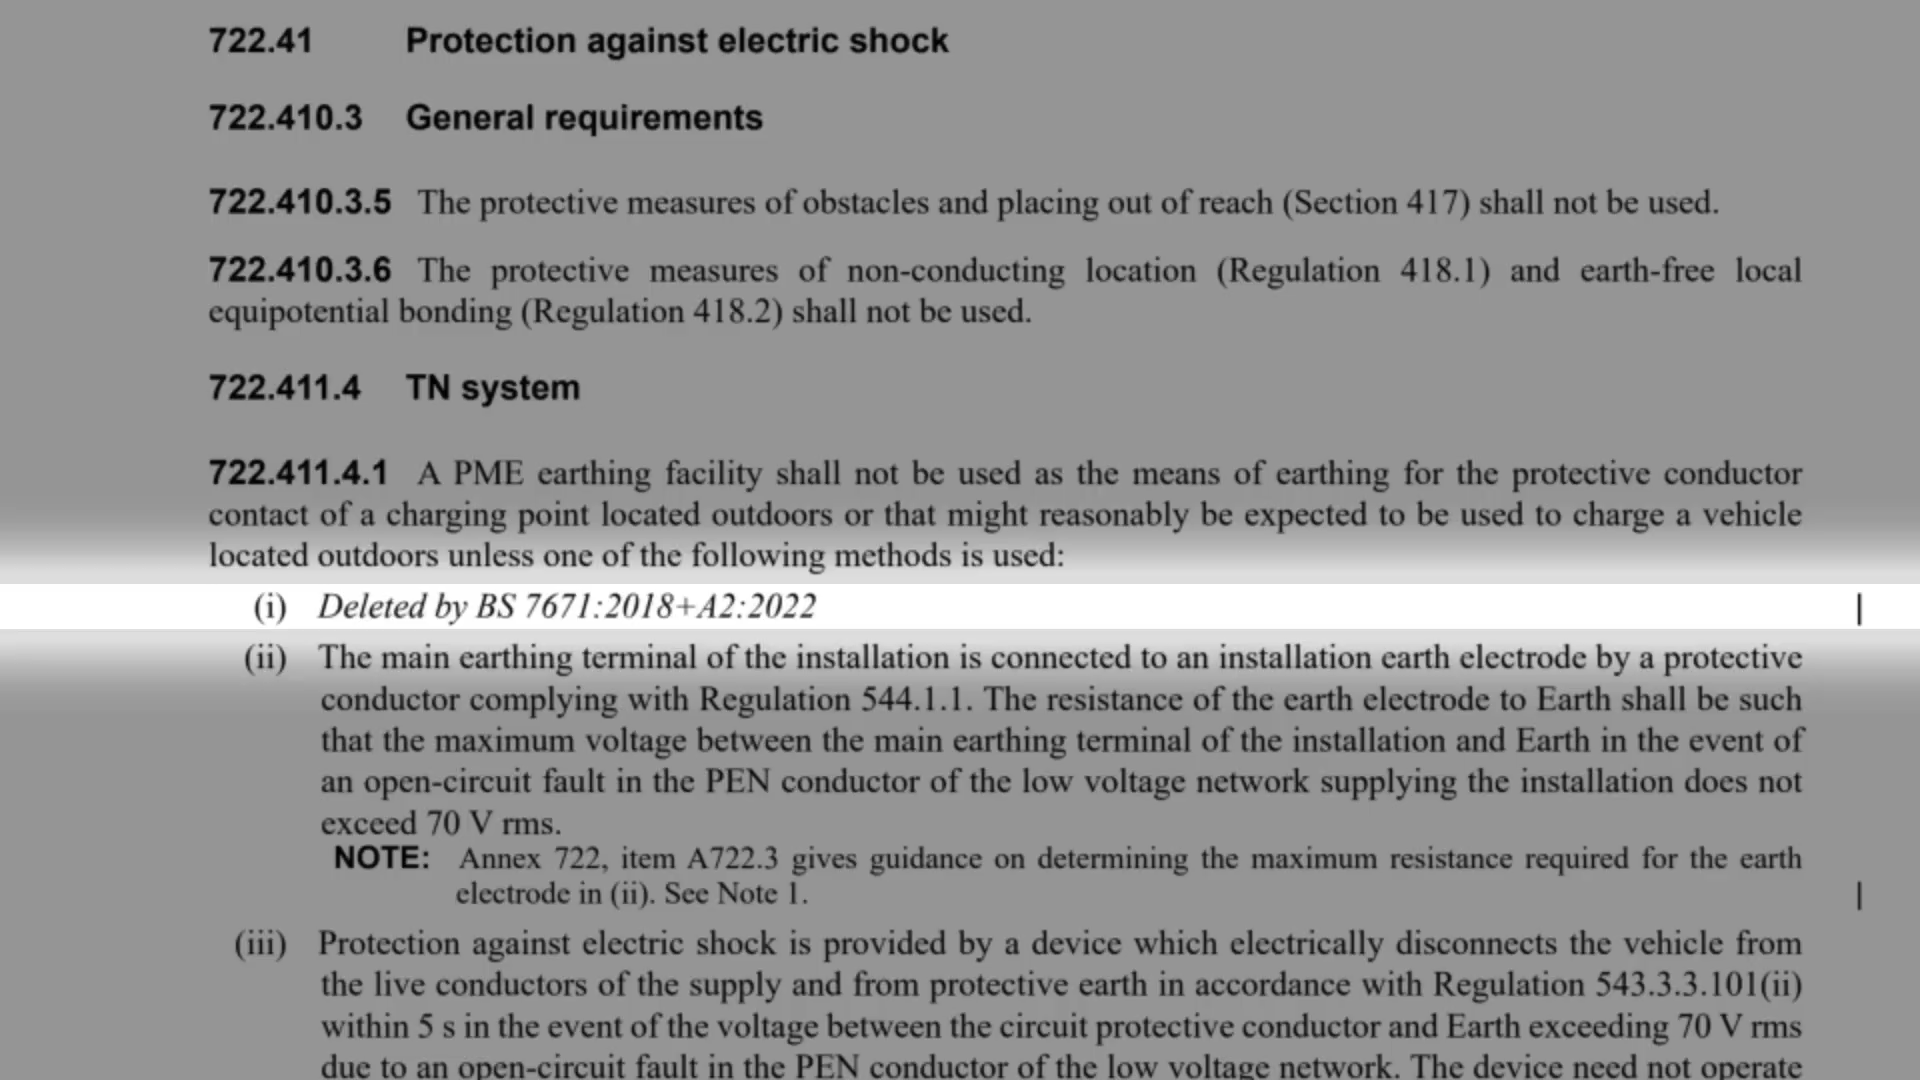 722.41 Protection against electric shock
722.410.3 General requirements
722.410.3.5 The protective measures of obstacles and placing out of reach (Section 417) shall not be used.
722.410.3.6 The protective measures of non-conducting location (Regulation 418.1) and earth-free local
equipotential bonding (Regulation 418.2) shall not be used.
722.411.4 TN system
722.411.4.1 A PME earthing facility shall not be used as the means of earthing for the protective conductor
contact of a charging point located outdoors or that might reasonably be expected to be used to charge a vehicle
located outdoors unless one of the following methods is used:
(i) Deleted by BS 7671:2018+A2:2022
(ii) The main earthing terminal of the installation is connected to an installation earth electrode by a protective
conductor complying with Regulation 544.1.1. The resistance of the earth electrode to Earth shall be such
that the maximum voltage between the main earthing terminal of the installation and Earth in the event of
an open-circuit fault in the PEN conductor of the low voltage network supplying the installation does not
exceed 70 V rms.
NOTE: Annex 722, item A722.3 gives guidance on determining the maximum resistance required for the earth
electrode in (ii). See Note 1.
(iii) Protection against electric shock is provided by a device which electrically disconnects the vehicle from
the live conductors of the supply and from protective earth in accordance with Regulation 543.3.3.101(ii)
within 5 s in the event of the voltage between the circuit protective conductor and Earth exceeding 70 V rms
due to an open-circuit fault in the PEN conductor of the low voltage network. The device need not operate